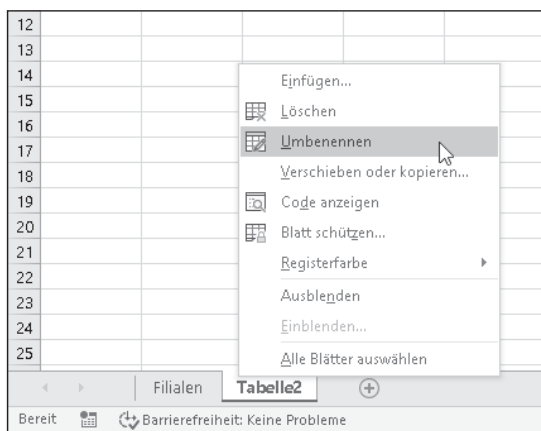 12
13
14
Einfügen...
15
Löschen
16
17
Umbenennen
18
Verschieben oder kopieren...
19
Code anzeigen
20
Blatt schützen...
21
Registerfarbe
22
23
Ausblenden
24
Einblenden...
25
Alle Blätter auswählen
Filialen Tabelle2
Bereit Barrierefreiheit: Keine Probleme